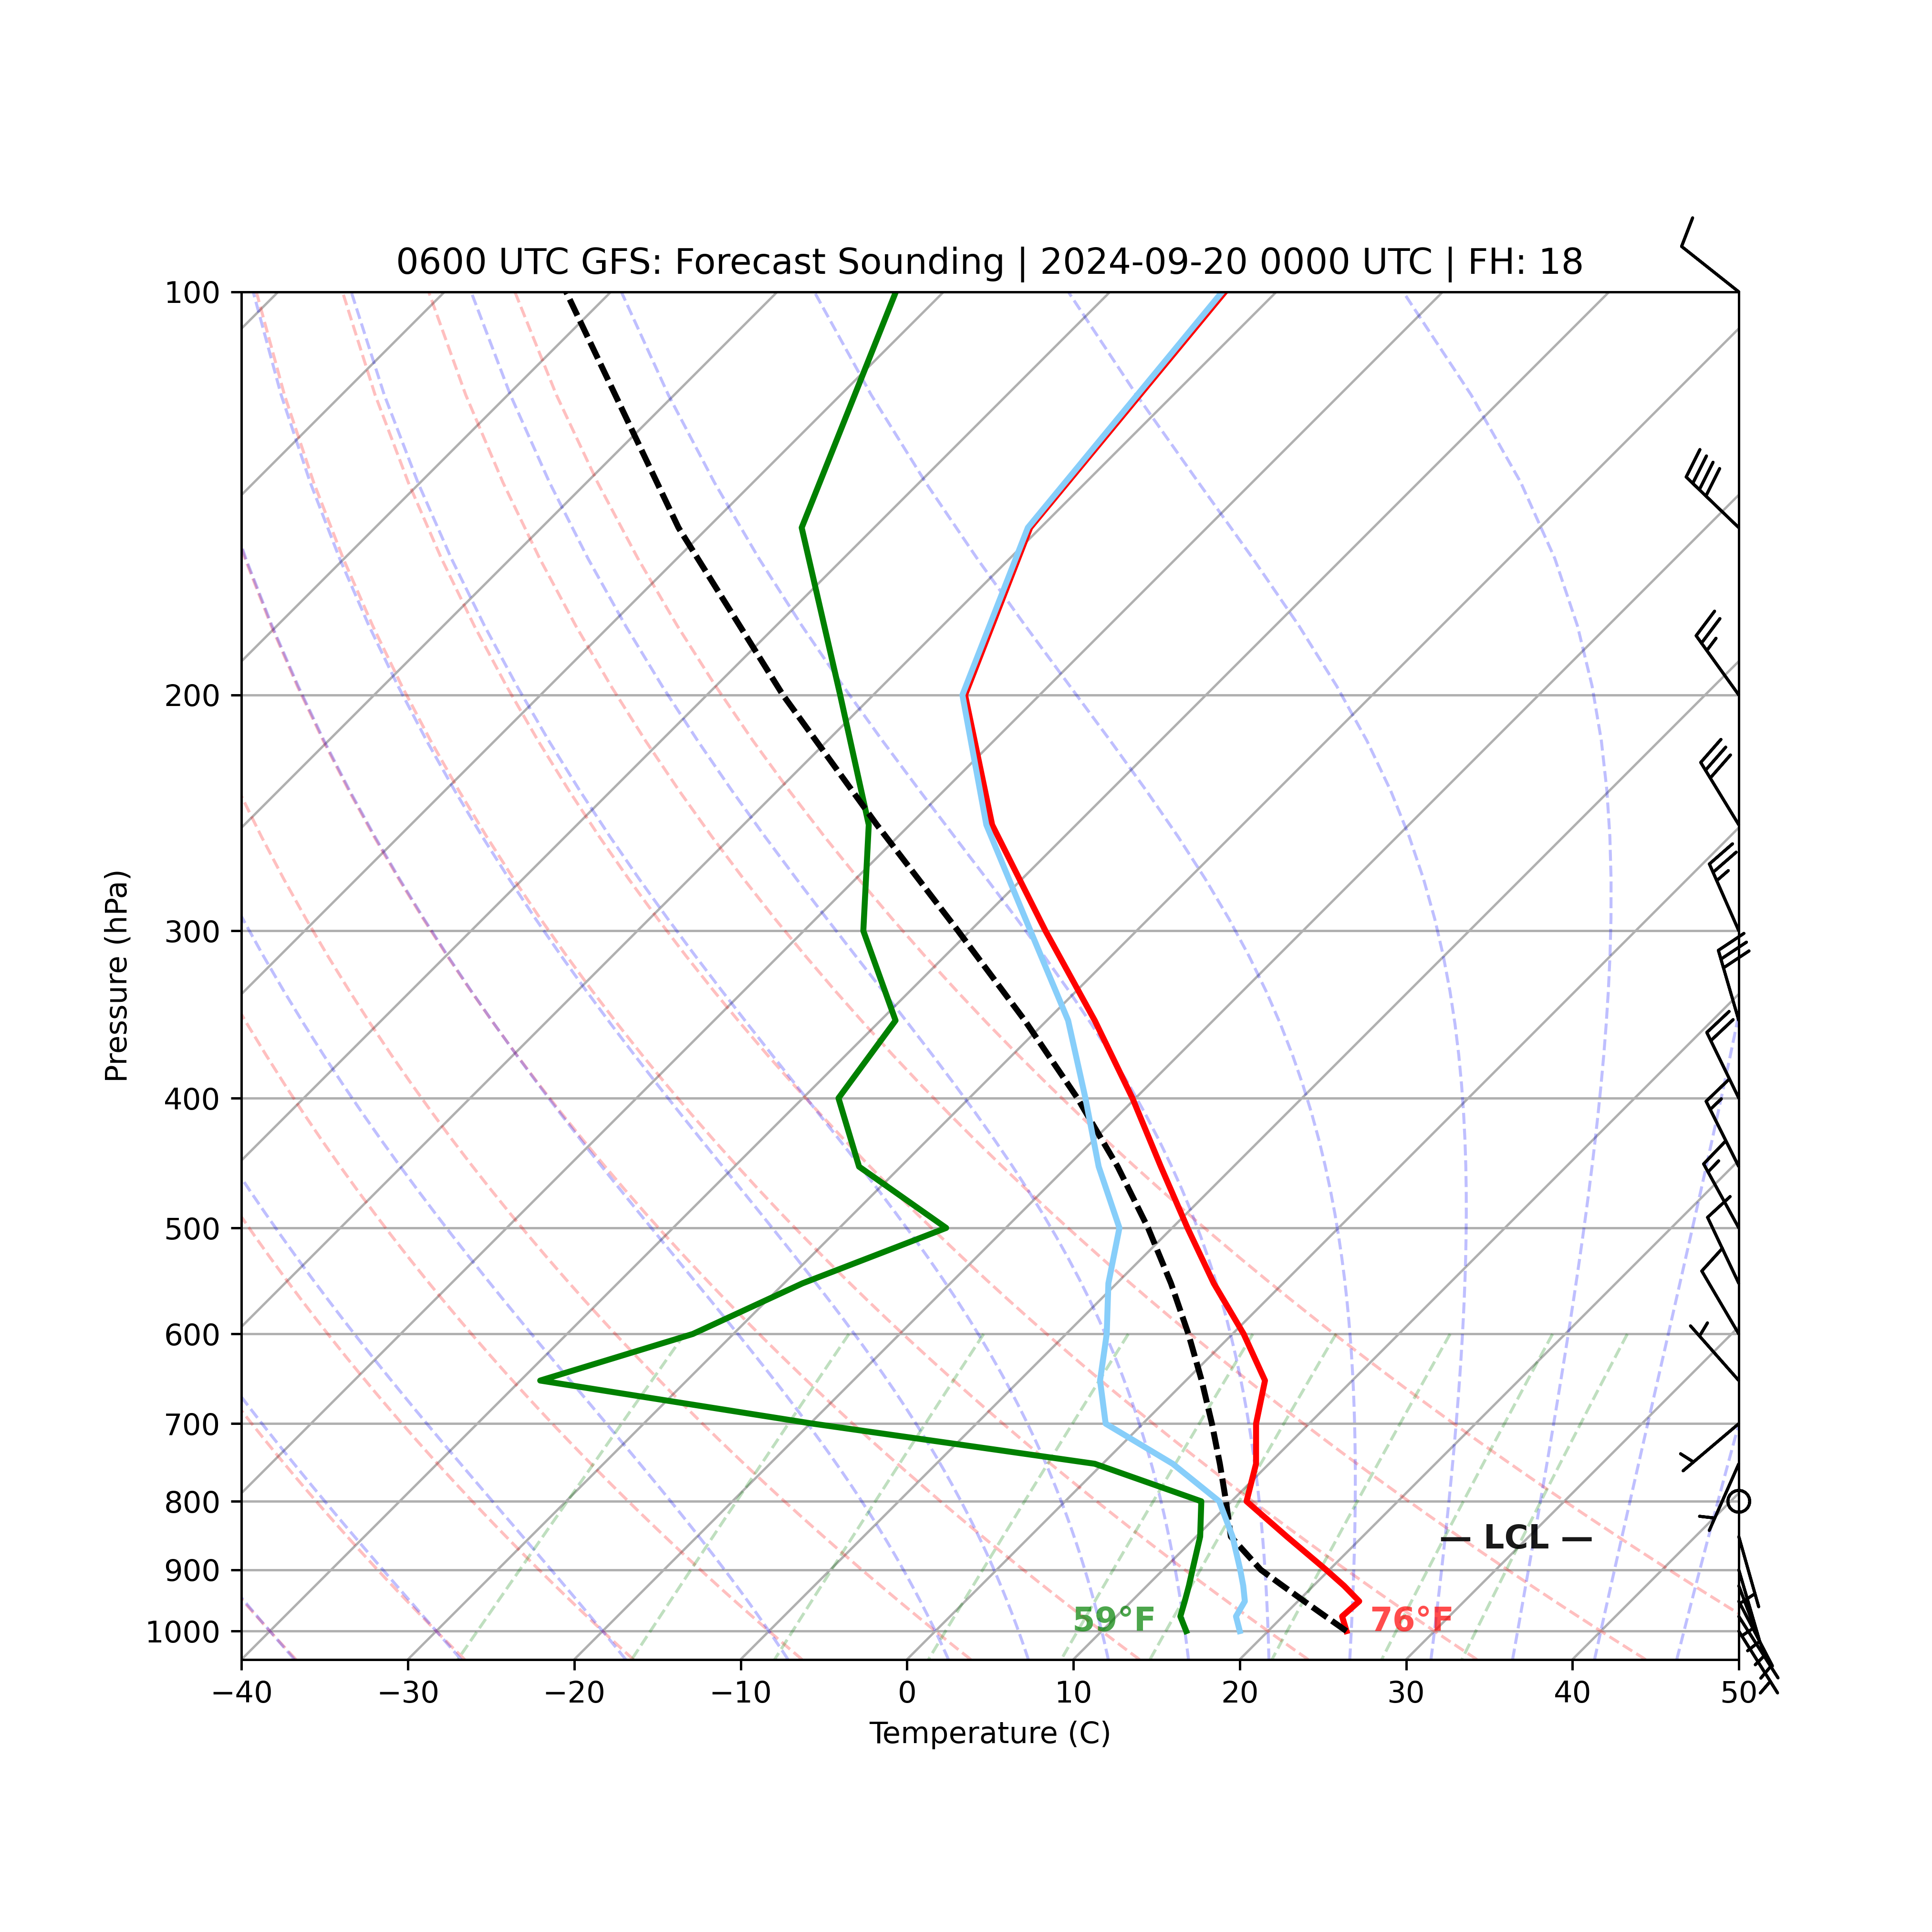 0600 UTC GFS: Forecast Sounding | 2024-09-20 0000 UTC | FH: 18
100
200
300
400
500
600
700
800
900
1000
Pressure (hPa)
— LCL —
59°F
76°F
−40 −30 −20 −10 0 10 20 30 40 50
Temperature (C)